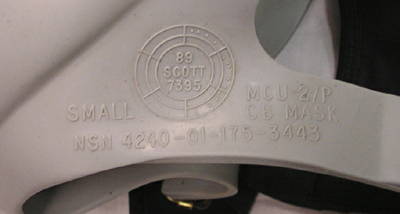 89
SCOTT
7395
SMALL
MCU-2/P
CB MASK
NSN 4240-01-175-3443